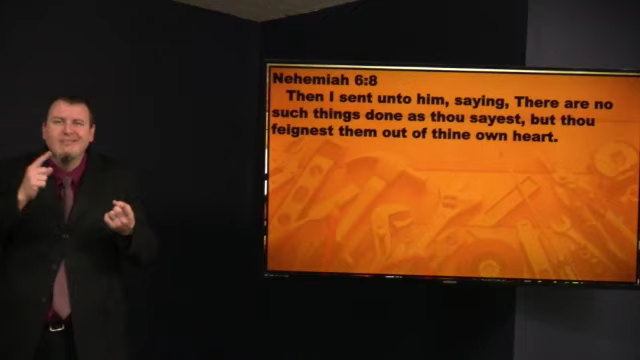 Nehemiah 6:8
Then I sent unto him, saying, There are no
such things done as thou sayest, but thou
feignest them out of thine own heart.